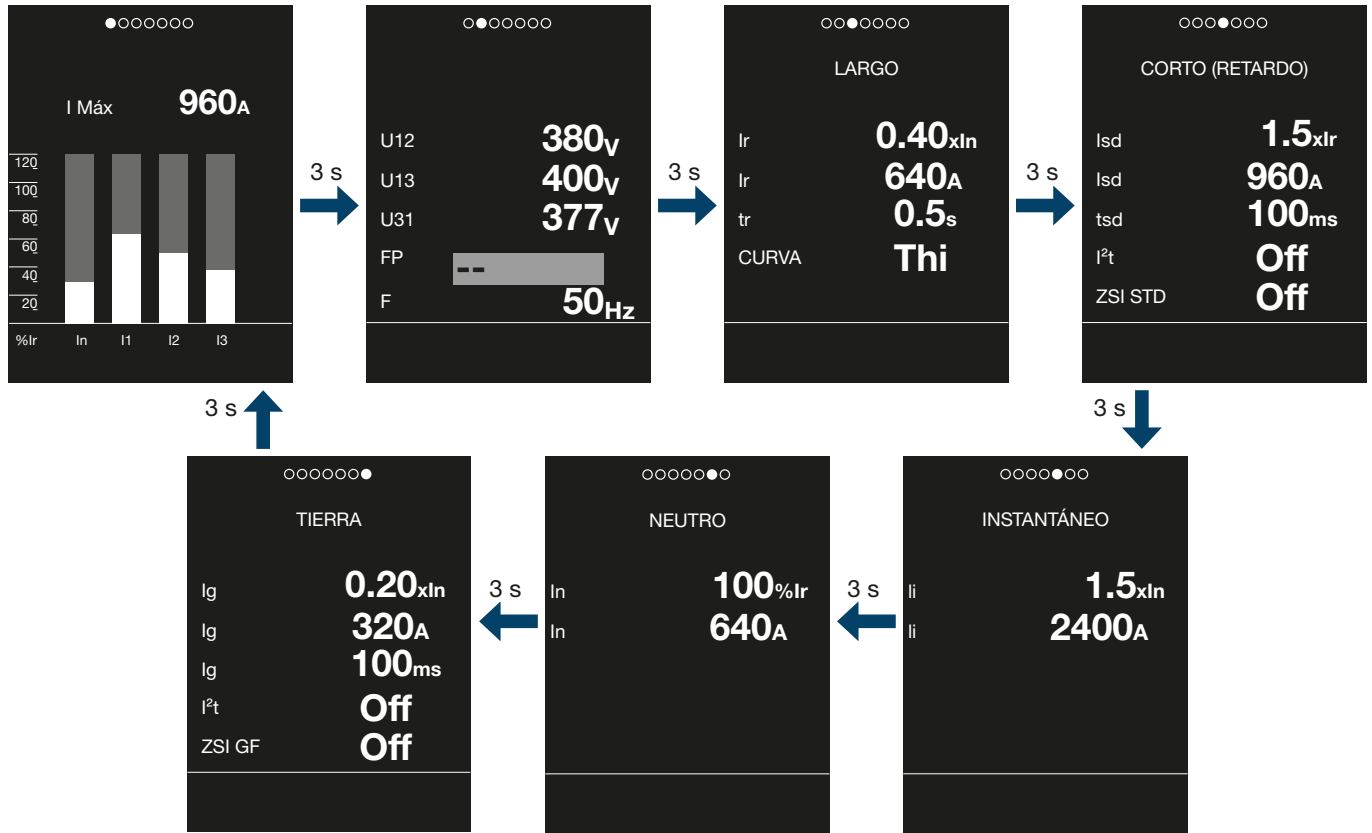 I Máx 960A
120
100
80
60
40
20
%Ir In I1 I2 I3
3 s
U12 380V
U13 400V
U31 377V
FP --
F 50Hz
3 s
LARGO
Ir 0.40xIn
Ir 640A
tr 0.5s
CURVA Thi
3 s
CORTO (RETARDO)
Isd 1.5xIr
Isd 960A
tsd 100ms
I²t Off
ZSI STD Off
3 s
INSTANTÁNEO
Ii 1.5xIn
Ii 2400A
3 s
NEUTRO
In 100%Ir
In 640A
3 s
TIERRA
Ig 0.20xIn
Ig 320A
Ig 100ms
I²t Off
ZSI GF Off
3 s